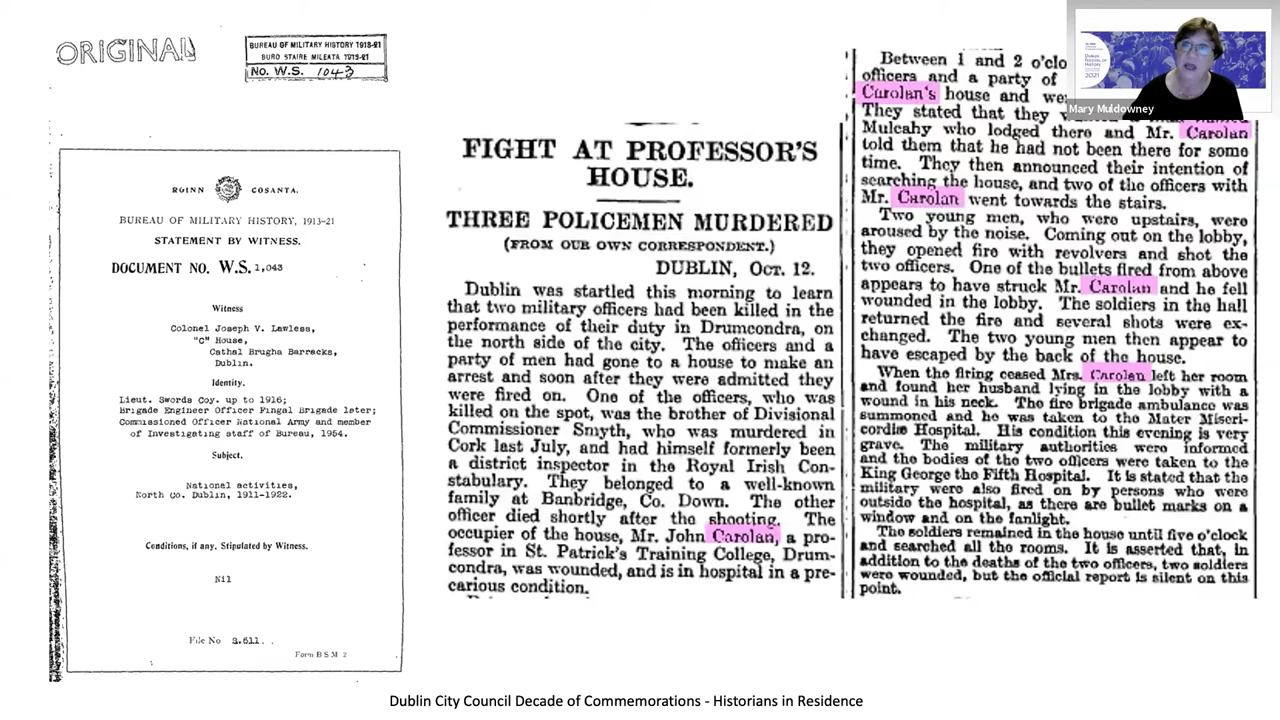 ORIGINAL
BUREAU OF MILITARY HISTORY 1913-21
BURO STAIRE MILEATA 1913-21
No. W.S. 1043
ROINN COSANTA.
BUREAU OF MILITARY HISTORY, 1913-21
STATEMENT BY WITNESS.
DOCUMENT NO. W.S. 1,043
Witness
Colonel Joseph V. Lawless,
"C" House,
Cathal Brugha Barracks,
Dublin.
Identity.
Lieut. Swords Coy. up to 1916;
Brigade Engineer Officer Fingal Brigade later;
Commissioned Officer National Army and member
of Investigating staff of Bureau, 1954.
Subject.
National activities,
North Co. Dublin, 1911-1922.
Conditions, if any, Stipulated by Witness.
Nil
File No S.611.
Form B S M 2
FIGHT AT PROFESSOR'S
HOUSE.
THREE POLICEMEN MURDERED
(FROM OUR OWN CORRESPONDENT.)
DUBLIN, OCT. 12.
Dublin was startled this morning to learn
that two military officers had been killed in the
performance of their duty in Drumcondra, on
the north side of the city. The officers and a
party of men had gone to a house to make an
arrest and soon after they were admitted they
were fired on. One of the officers, who was
killed on the spot, was the brother of Divisional
Commissioner Smyth, who was murdered in
Cork last July, and had himself formerly been
a district inspector in the Royal Irish Con-
stabulary. They belonged to a well-known
family at Banbridge, Co. Down. The other
officer died shortly after the shooting. The
occupier of the house, Mr. John Carolan, a pro-
fessor in St. Patrick's Training College, Drum-
condra, was wounded, and is in hospital in a pre-
carious condition.
Between 1 and 2 o'clo
officers and a party of
Carolan's house and we
They stated that they
Mulcahy who lodged there and Mr. Carolan
told them that he had not been there for some
time. They then announced their intention of
searching the house, and two of the officers with
Mr. Carolan went towards the stairs.
Two young men, who were upstairs, were
aroused by the noise. Coming out on the lobby,
they opened fire with revolvers and shot the
two officers. One of the bullets fired from above
appears to have struck Mr. Carolan and he fell
wounded in the lobby. The soldiers in the hall
returned the fire and several shots were ex-
changed. The two young men then appear to
have escaped by the back of the house.
When the firing ceased Mrs. Carolan left her room
and found her husband lying in the lobby with a
wound in his neck. The fire brigade ambulance was
summoned and he was taken to the Mater Miseri-
cordiæ Hospital. His condition this evening is very
grave. The military authorities were informed
and the bodies of the two officers were taken to the
King George the Fifth Hospital. It is stated that the
military were also fired on by persons who were
outside the hospital, as there are bullet marks on a
window and on the fanlight.
The soldiers remained in the house until five o'clock
and searched all the rooms. It is asserted that, in
addition to the deaths of the two officers, two soldiers
were wounded, but the official report is silent on this
point.
2021
Mary Muldowney
Dublin City Council Decade of Commemorations - Historians in Residence